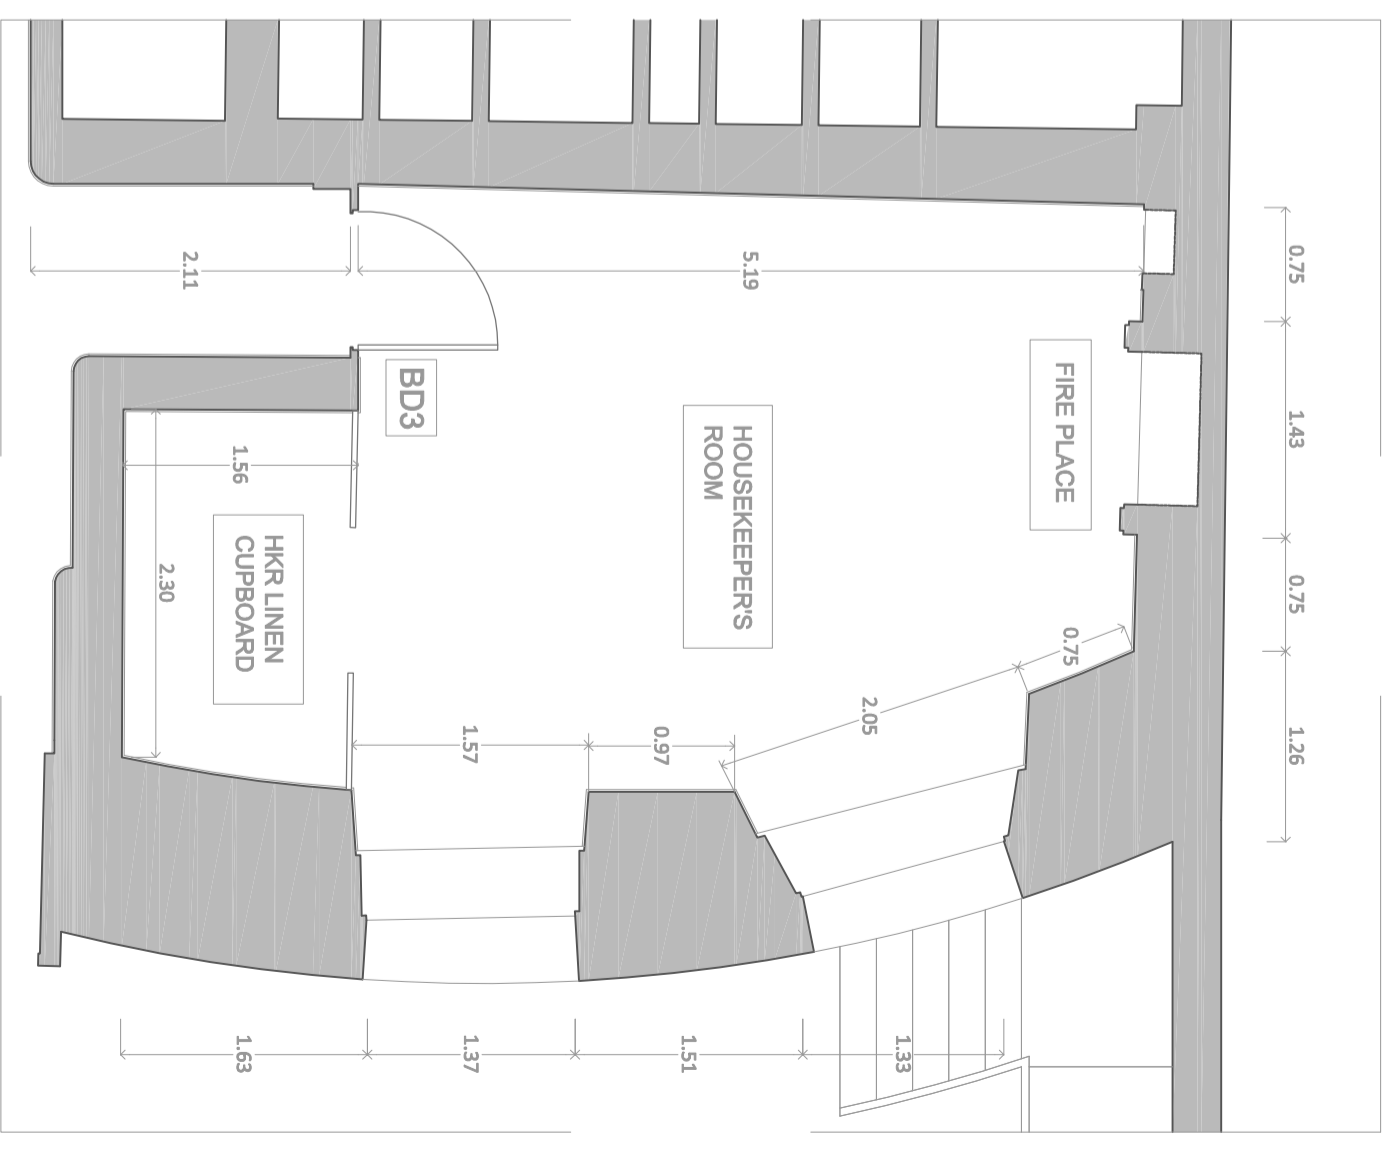 2.11
5.19
0.75
1.43
0.75
1.26
BD3
FIRE PLACE
HOUSEKEEPER'S
ROOM
1.56
2.30
HKR LINEN
CUPBOARD
0.75
2.05
1.57
0.97
1.63
1.37
1.51
1.33